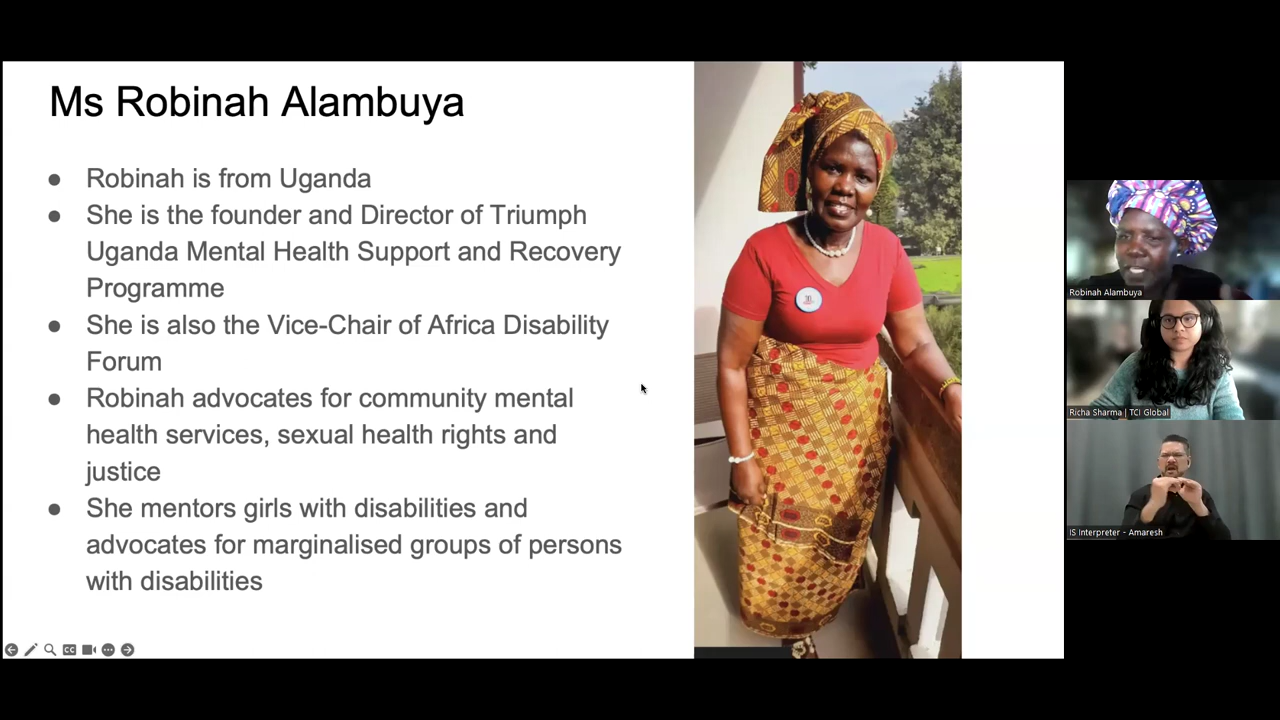 Ms Robinah Alambuya
● Robinah is from Uganda
● She is the founder and Director of Triumph
Uganda Mental Health Support and Recovery
Programme
● She is also the Vice-Chair of Africa Disability
Forum
● Robinah advocates for community mental
health services, sexual health rights and
justice
● She mentors girls with disabilities and
advocates for marginalised groups of persons
with disabilities
Robinah Alambuya
Richa Sharma | TCI Global
IS Interpreter - Amaresh